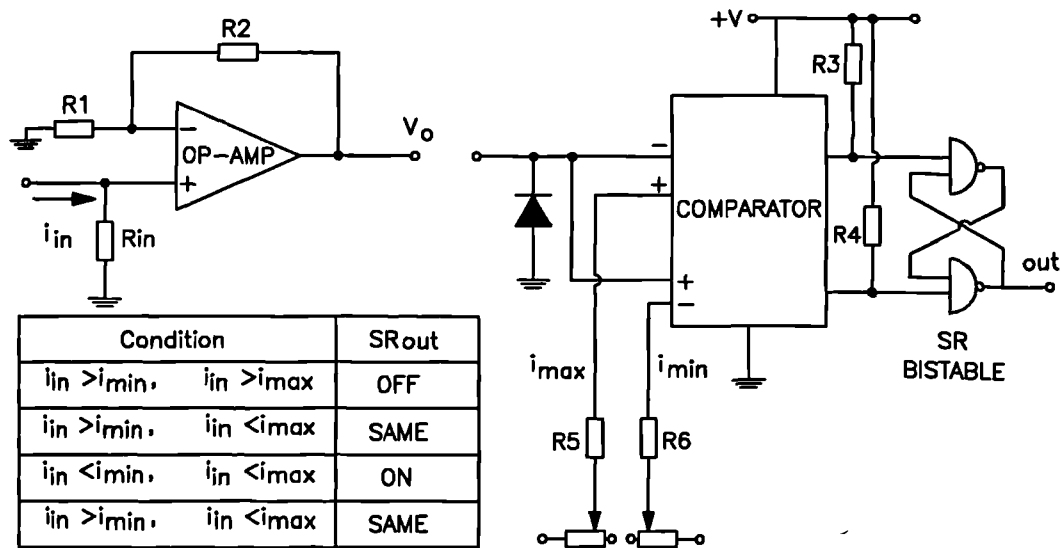 R2
R1
−
OP-AMP
+
Vo
iin
Rin
+V
R3
−
+
COMPARATOR
R4
+
−
out
SR
BISTABLE
imax
imin
R5
R6
Condition SRout
iin >imin, iin >imax OFF
iin >imin, iin <imax SAME
iin <imin, iin <imax ON
iin >imin, iin <imax SAME